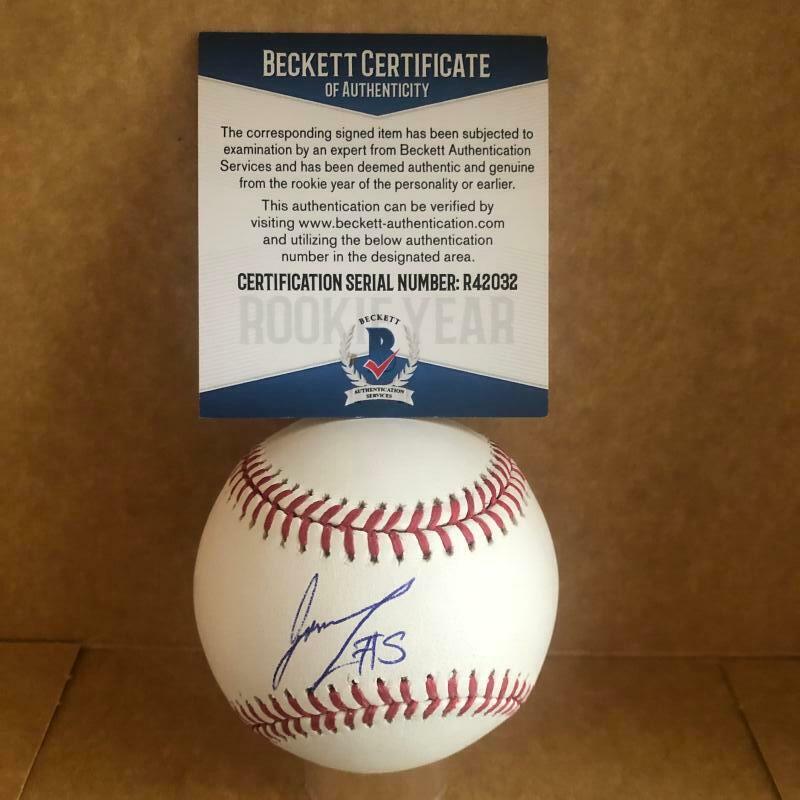 BECKETT CERTIFICATE
OF AUTHENTICITY
The corresponding signed item has been subjected to
examination by an expert from Beckett Authentication
Services and has been deemed authentic and genuine
from the rookie year of the personality or earlier.
This authentication can be verified by
visiting www.beckett-authentication.com
and utilizing the below authentication
number in the designated area.
CERTIFICATION SERIAL NUMBER: R42032
ROOKIE YEAR
BECKETT
B
AUTHENTICATION
SERVICES